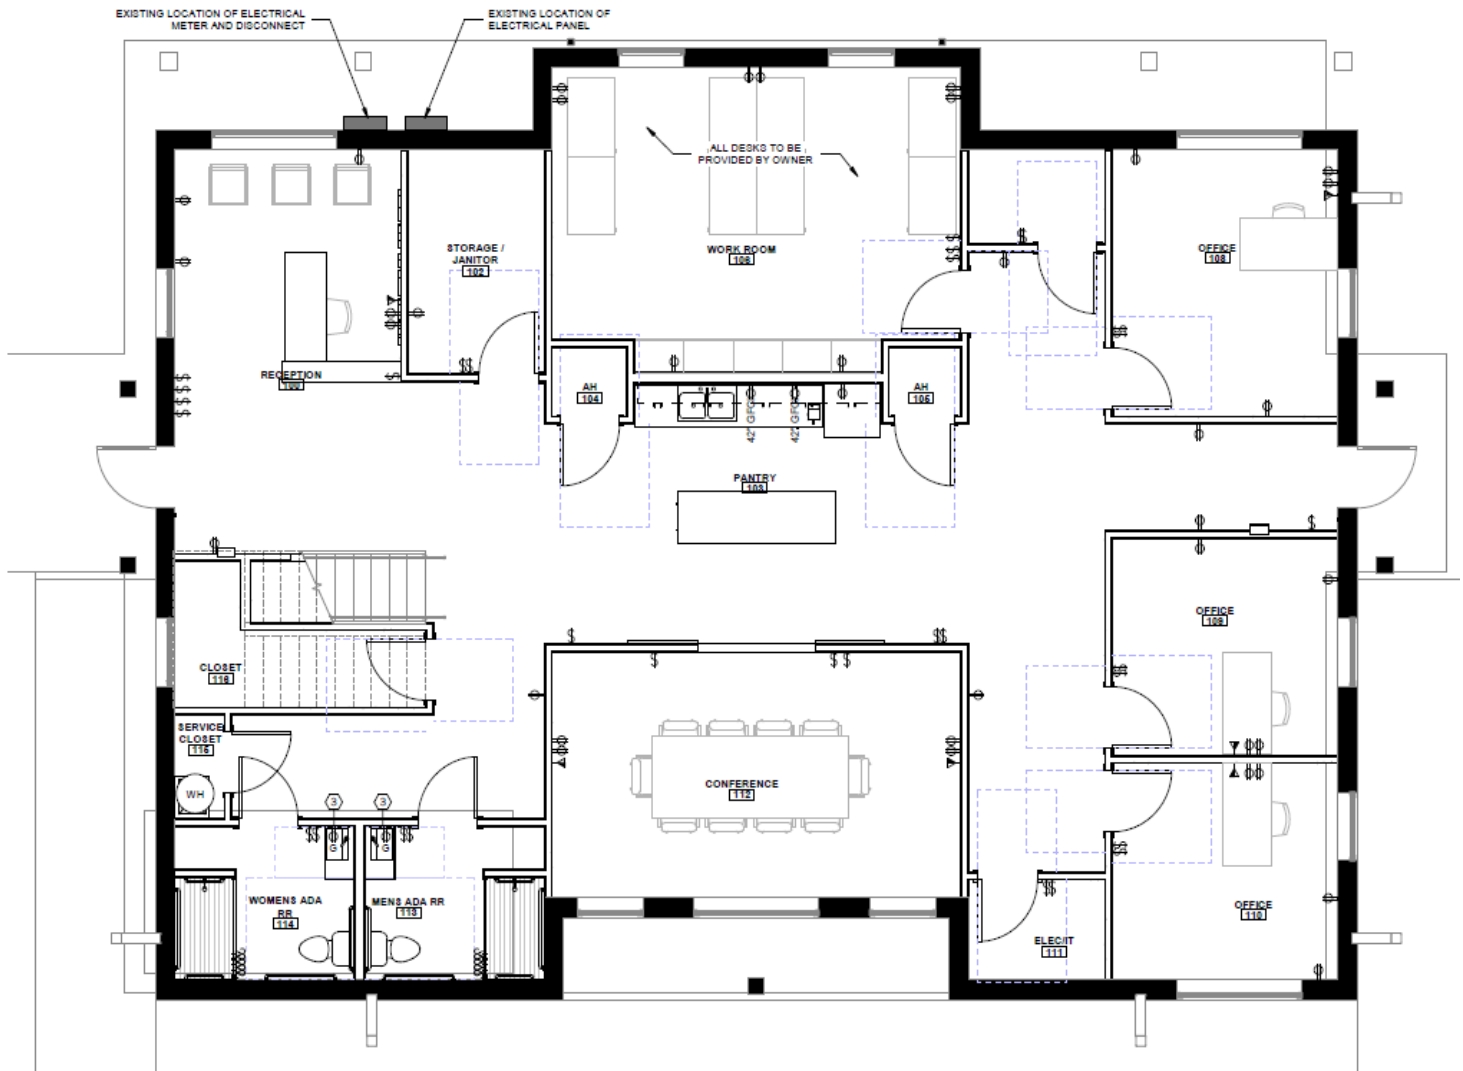 EXISTING LOCATION OF ELECTRICAL
METER AND DISCONNECT
EXISTING LOCATION OF
ELECTRICAL PANEL
ALL DESKS TO BE
PROVIDED BY OWNER
STORAGE /
JANITOR
102
WORK ROOM
106
OFFICE
108
RECEPTION
100
AH
104
AH
105
42" GFCI
42" GFCI
PANTRY
103
OFFICE
109
CLOSET
116
SERVICE
CLOSET
115
WH
CONFERENCE
112
3
3
G
G
WOMENS ADA
RR
114
MENS ADA RR
113
OFFICE
110
ELEC/IT
111